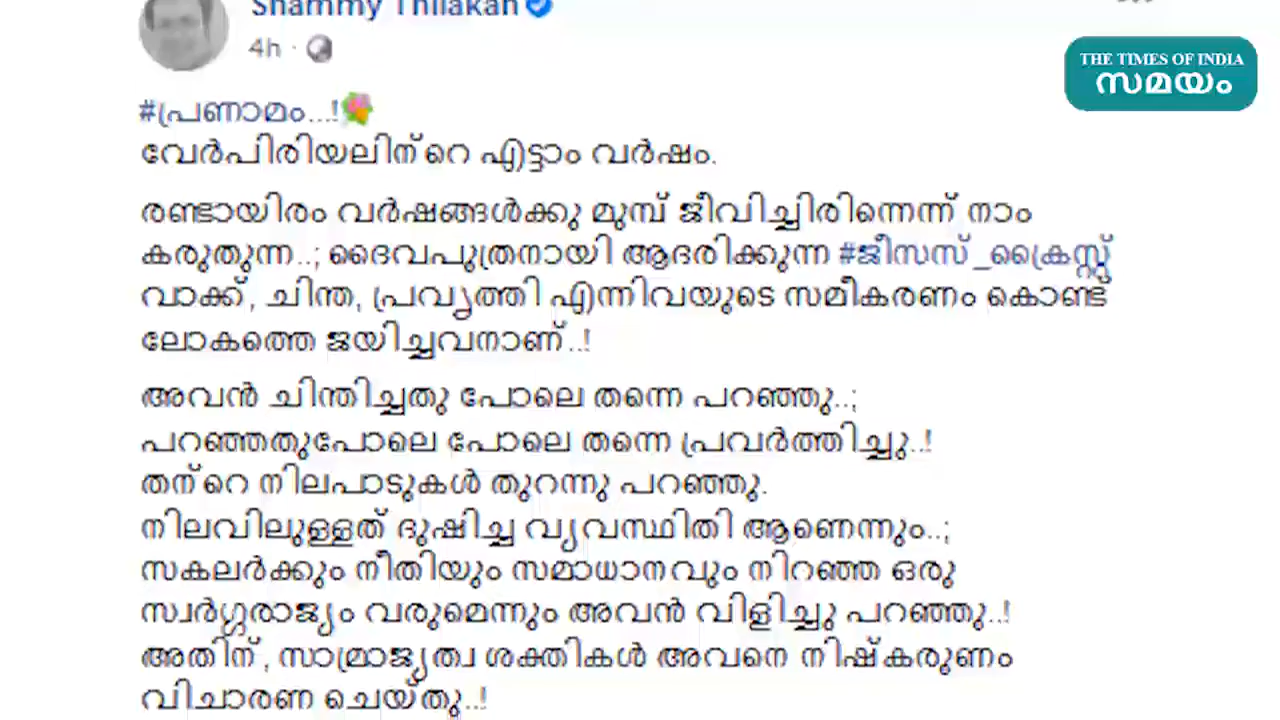 Shammy Thilakan
4h ·
THE TIMES OF INDIA
സമയം
#പ്രണാമം...!
വേർപിരിയലിന്റെ എട്ടാം വർഷം.
രണ്ടായിരം വർഷങ്ങൾക്കു മുമ്പ് ജീവിച്ചിരിന്നെന്ന് നാം
കരുതുന്ന..; ദൈവപുത്രനായി ആദരിക്കുന്ന #ജീസസ്_ക്രൈസ്റ്റ്
വാക്ക്, ചിന്ത, പ്രവൃത്തി എന്നിവയുടെ സമീകരണം കൊണ്ട്
ലോകത്തെ ജയിച്ചവനാണ്..!
അവൻ ചിന്തിച്ചതു പോലെ തന്നെ പറഞ്ഞു..;
പറഞ്ഞതുപോലെ പോലെ തന്നെ പ്രവർത്തിച്ചു..!
തന്റെ നിലപാടുകൾ തുറന്നു പറഞ്ഞു.
നിലവിലുള്ളത് ദുഷിച്ച വ്യവസ്ഥിതി ആണെന്നും..;
സകലർക്കും നീതിയും സമാധാനവും നിറഞ്ഞ ഒരു
സ്വർഗ്ഗരാജ്യം വരുമെന്നും അവൻ വിളിച്ചു പറഞ്ഞു..!
അതിന്, സാമ്രാജ്യത്വ ശക്തികൾ അവനെ നിഷ്കരുണം
വിചാരണ ചെയ്തു..!